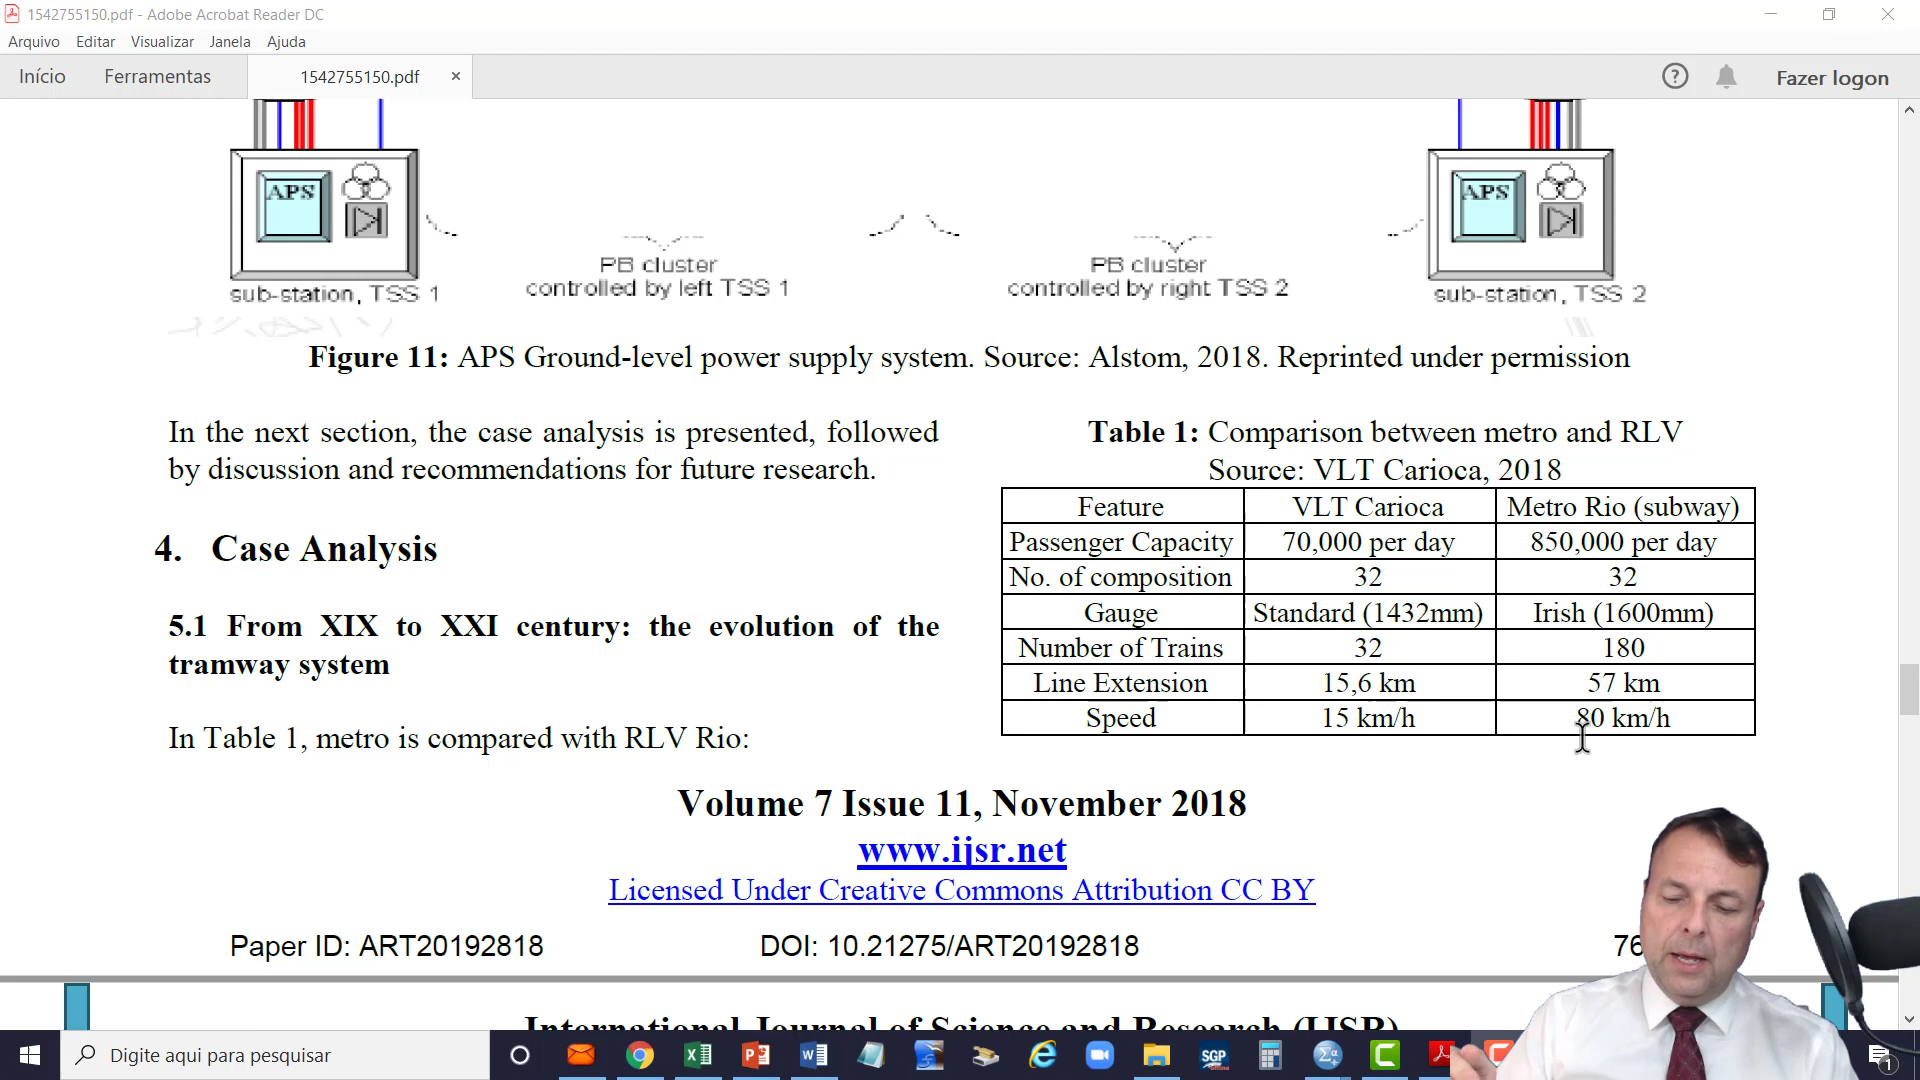 1542755150.pdf - Adobe Acrobat Reader DC
Arquivo Editar Visualizar Janela Ajuda
Início Ferramentas 1542755150.pdf × ? Fazer logon
APS
APS
sub-station, TSS 1
PB cluster
controlled by left TSS 1
PB cluster
controlled by right TSS 2
sub-station, TSS 2
Figure 11: APS Ground-level power supply system. Source: Alstom, 2018. Reprinted under permission
In the next section, the case analysis is presented, followed
by discussion and recommendations for future research.
4. Case Analysis
5.1 From XIX to XXI century: the evolution of the
tramway system
In Table 1, metro is compared with RLV Rio:
Table 1: Comparison between metro and RLV
Source: VLT Carioca, 2018
Feature VLT Carioca Metro Rio (subway)
Passenger Capacity 70,000 per day 850,000 per day
No. of composition 32 32
Gauge Standard (1432mm) Irish (1600mm)
Number of Trains 32 180
Line Extension 15,6 km 57 km
Speed 15 km/h 80 km/h
Volume 7 Issue 11, November 2018
www.ijsr.net
Licensed Under Creative Commons Attribution CC BY
Paper ID: ART20192818 DOI: 10.21275/ART20192818 76
International Journal of Science and Research (IJSR)
Digite aqui para pesquisar
SGP
1